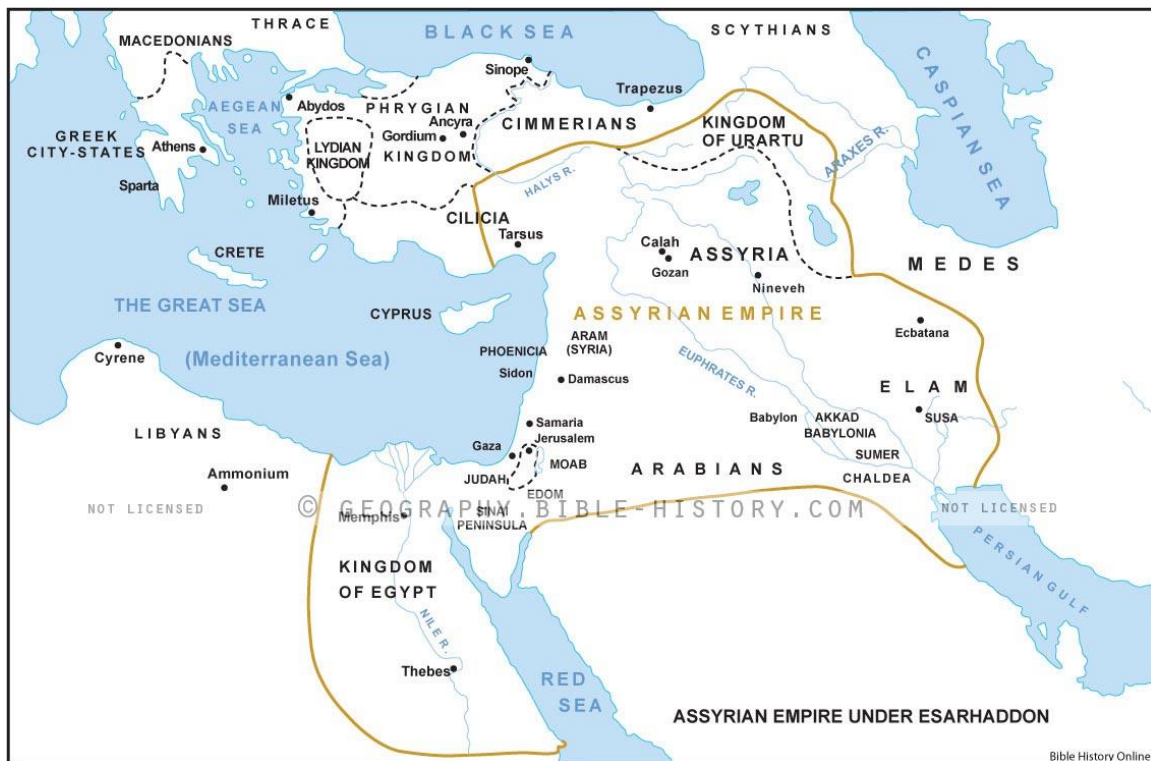 THRACE
MACEDONIANS
BLACK SEA
SCYTHIANS
CASPIAN SEA
Sinope
Trapezus
AEGEAN
SEA
Abydos
PHRYGIAN
KINGDOM
Ancyra
Gordium
CIMMERIANS
KINGDOM
OF URARTU
ARAXES R.
GREEK
CITY-STATES
Athens
LYDIAN
KINGDOM
Sparta
HALYS R.
Miletus
CILICIA
Tarsus
Calah
Gozan
ASSYRIA
Nineveh
MEDES
CRETE
THE GREAT SEA
(Mediterranean Sea)
CYPRUS
ASSYRIAN EMPIRE
Ecbatana
Cyrene
PHOENICIA
ARAM
(SYRIA)
Sidon
Damascus
EUPHRATES R.
ELAM
SUSA
Babylon
AKKAD
BABYLONIA
SUMER
CHALDEA
LIBYANS
Samaria
Jerusalem
Gaza
MOAB
JUDAH
EDOM
ARABIANS
Ammonium
NOT LICENSED
© GEOGRAPHY.BIBLE-HISTORY.COM
NOT LICENSED
Memphis
SINAI
PENINSULA
PERSIAN GULF
KINGDOM
OF EGYPT
NILE R.
Thebes
RED
SEA
ASSYRIAN EMPIRE UNDER ESARHADDON
Bible History Online